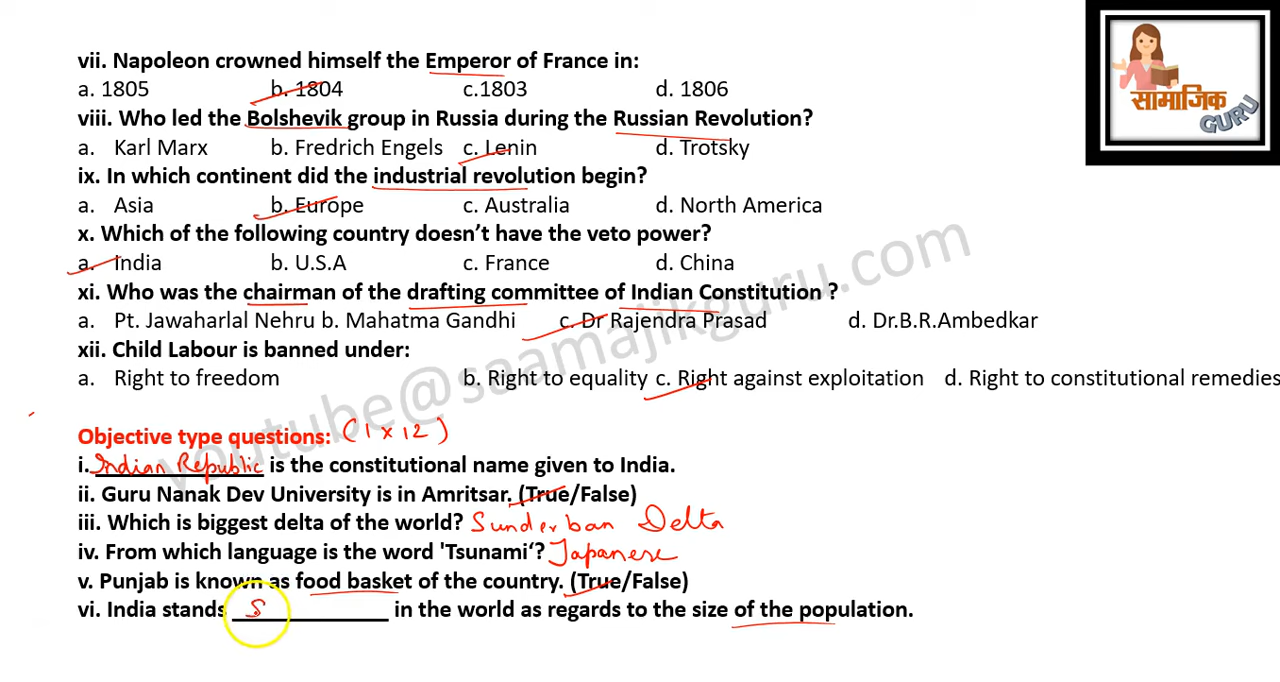 vii. Napoleon crowned himself the Emperor of France in:
a. 1805 b. 1804 c.1803 d. 1806
viii. Who led the Bolshevik group in Russia during the Russian Revolution?
a. Karl Marx b. Fredrich Engels c. Lenin d. Trotsky
ix. In which continent did the industrial revolution begin?
a. Asia b. Europe c. Australia d. North America
x. Which of the following country doesn't have the veto power?
a. India b. U.S.A c. France d. China
xi. Who was the chairman of the drafting committee of Indian Constitution ?
a. Pt. Jawaharlal Nehru b. Mahatma Gandhi c. Dr Rajendra Prasad d. Dr.B.R.Ambedkar
xii. Child Labour is banned under:
a. Right to freedom b. Right to equality c. Right against exploitation d. Right to constitutional remedies
Objective type questions: (1 x 12)
i. Indian Republic is the constitutional name given to India.
ii. Guru Nanak Dev University is in Amritsar. (True/False)
iii. Which is biggest delta of the world? Sunderban Delta
iv. From which language is the word 'Tsunami'? Japanese
v. Punjab is known as food basket of the country. (True/False)
vi. India stands S in the world as regards to the size of the population.
सामाजिक
GURU
youtube@saamajikguru.com